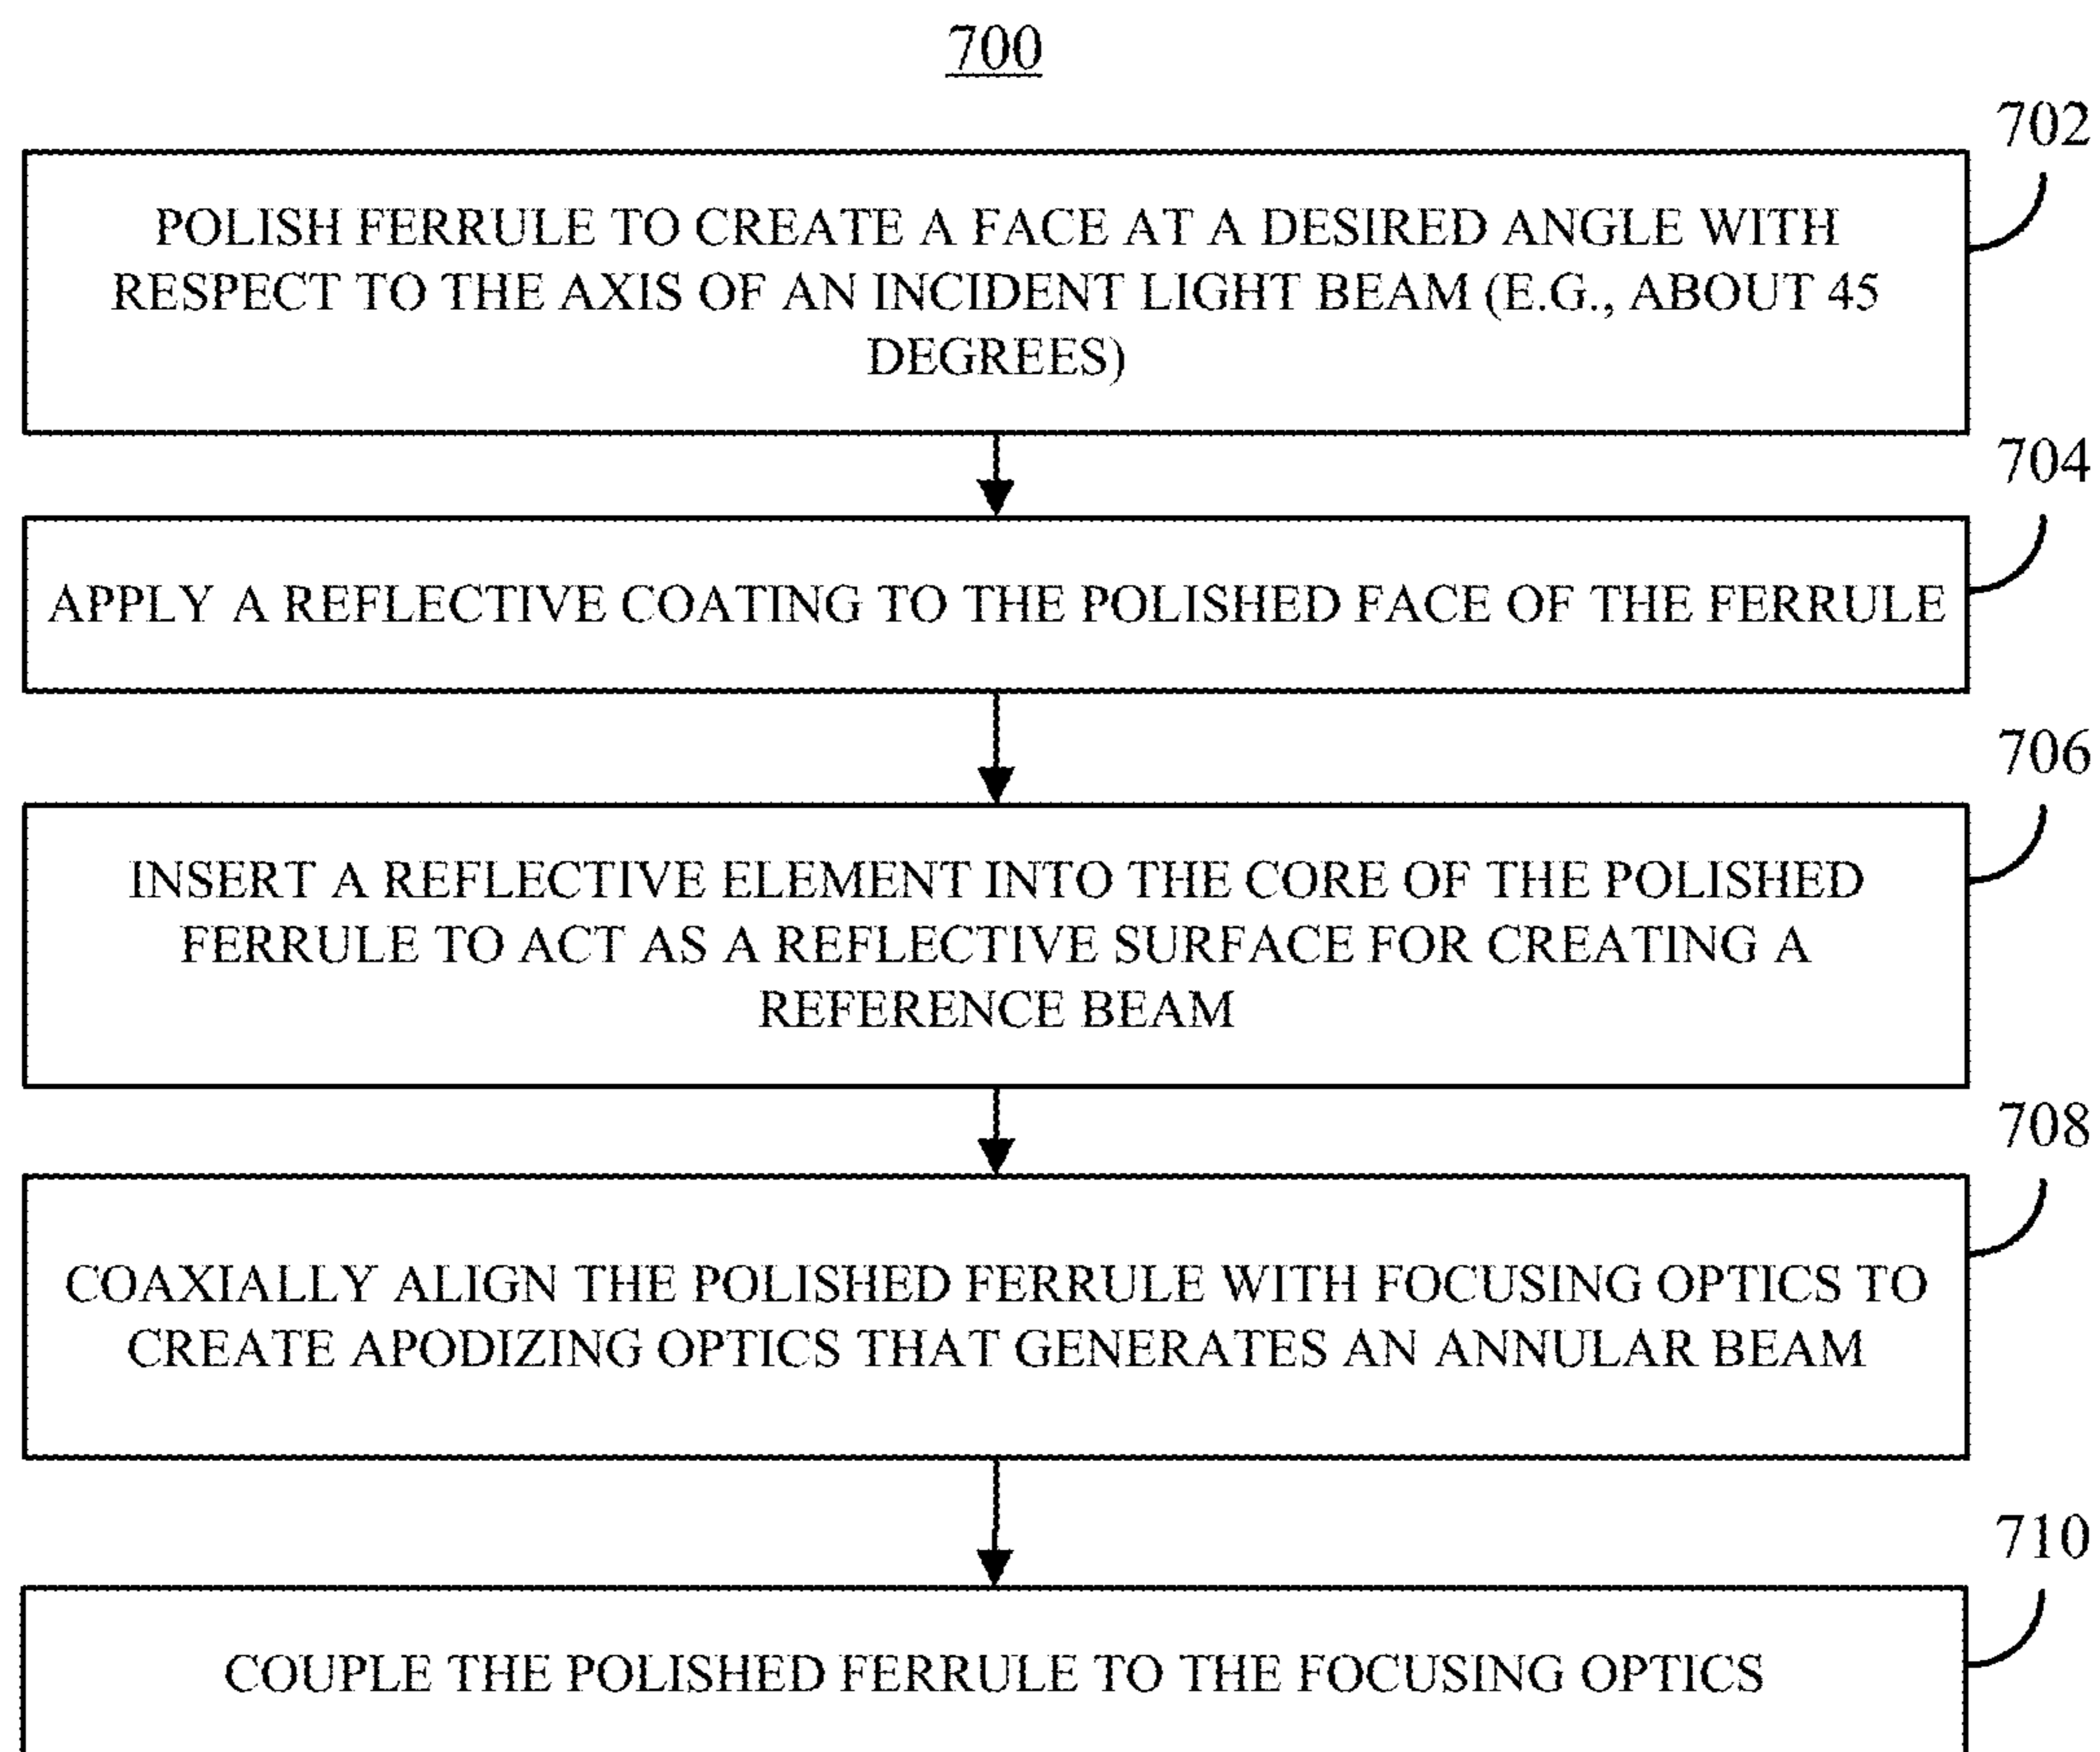 700
702
POLISH FERRULE TO CREATE A FACE AT A DESIRED ANGLE WITH
RESPECT TO THE AXIS OF AN INCIDENT LIGHT BEAM (E.G., ABOUT 45
DEGREES)
704
APPLY A REFLECTIVE COATING TO THE POLISHED FACE OF THE FERRULE
706
INSERT A REFLECTIVE ELEMENT INTO THE CORE OF THE POLISHED
FERRULE TO ACT AS A REFLECTIVE SURFACE FOR CREATING A
REFERENCE BEAM
708
COAXIALLY ALIGN THE POLISHED FERRULE WITH FOCUSING OPTICS TO
CREATE APODIZING OPTICS THAT GENERATES AN ANNULAR BEAM
710
COUPLE THE POLISHED FERRULE TO THE FOCUSING OPTICS